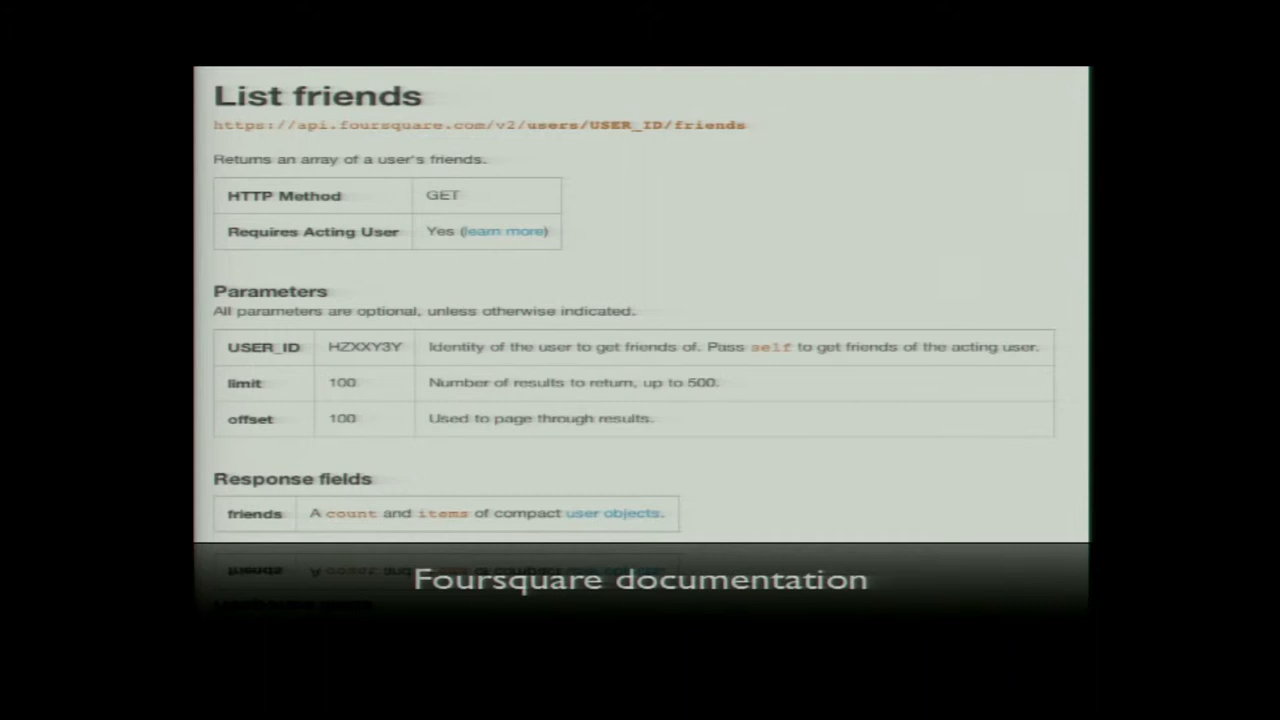 List friends
https://api.foursquare.com/v2/users/USER_ID/friends
Returns an array of a user's friends.
HTTP Method GET
Requires Acting User Yes (learn more)
Parameters
All parameters are optional, unless otherwise indicated.
USER_ID HZXXY3Y Identity of the user to get friends of. Pass self to get friends of the acting user.
limit 100 Number of results to return, up to 500.
offset 100 Used to page through results.
Response fields
friends A count and items of compact user objects.
Foursquare documentation